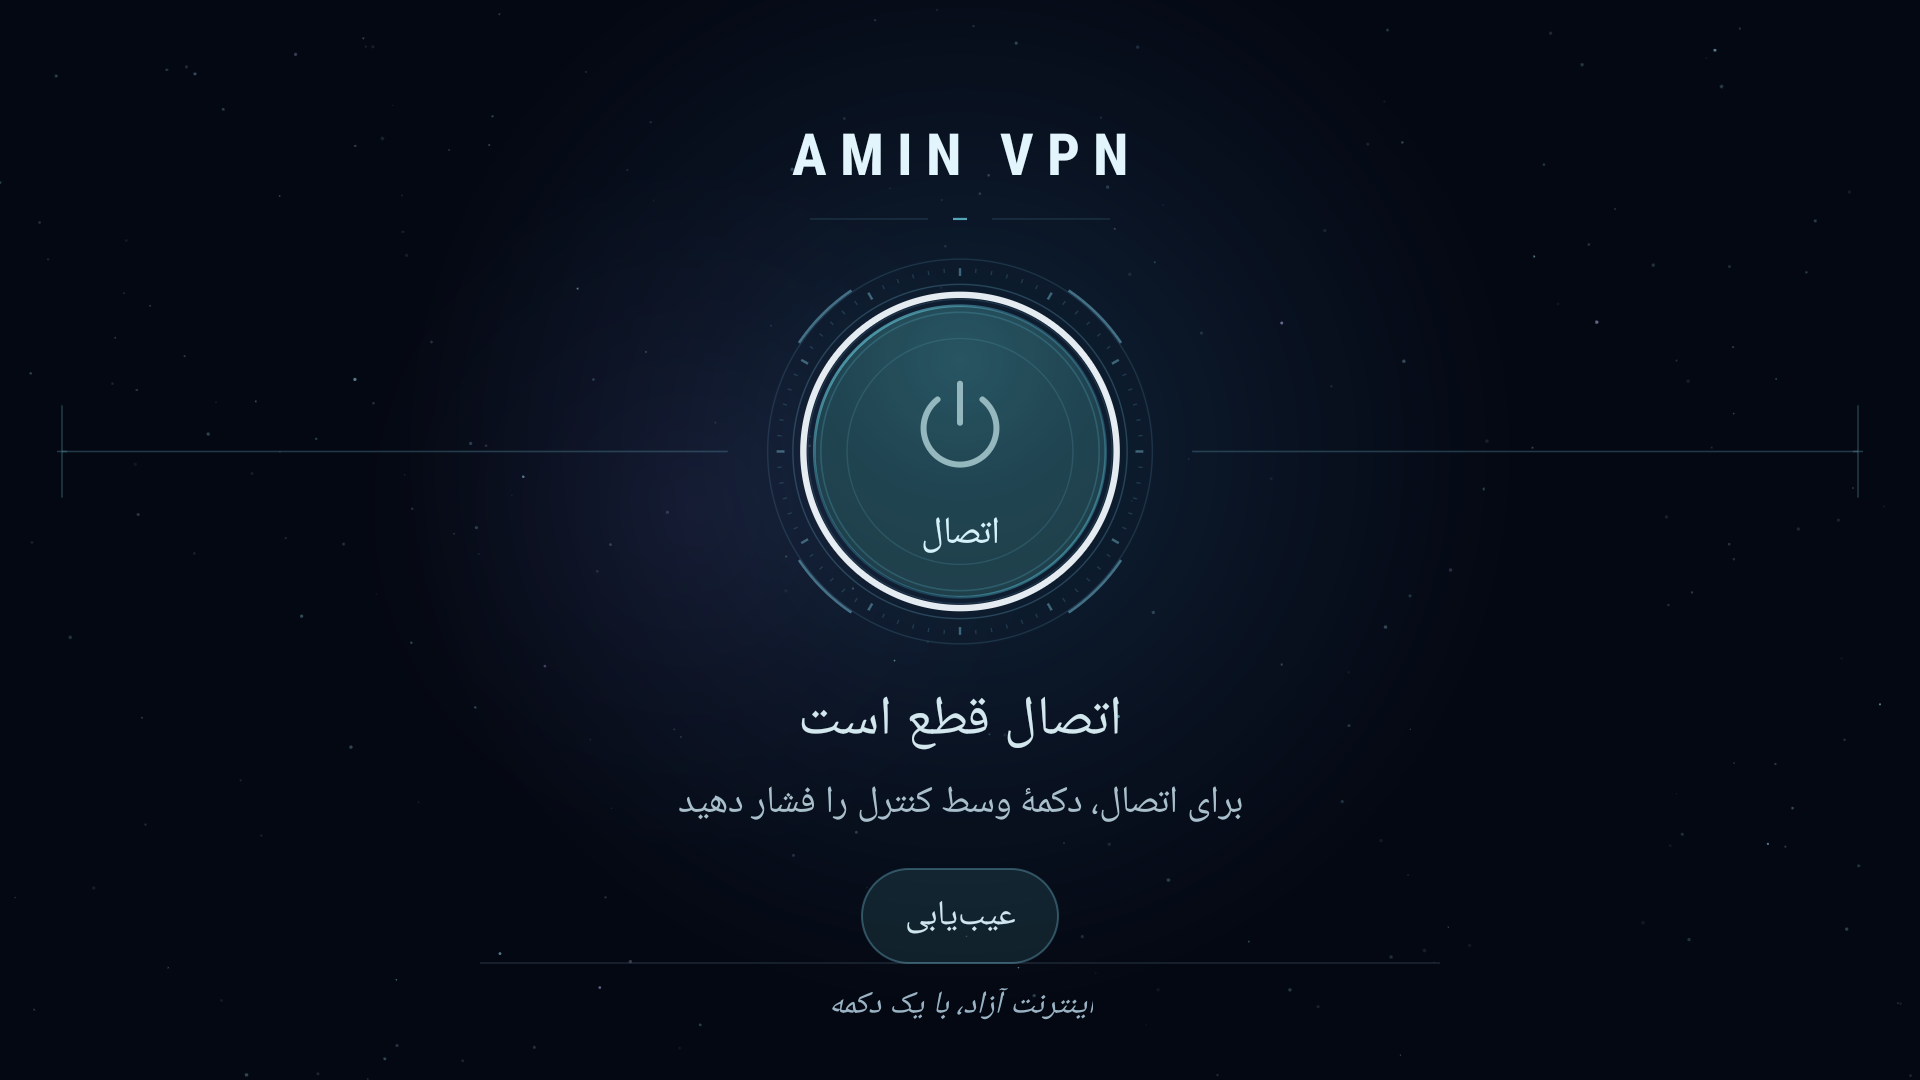 AMIN VPN
اتصال
اتصال قطع است
برای اتصال، دکمهٔ وسط کنترل را فشار دهید
عیب‌یابی
اینترنت آزاد، با یک دکمه